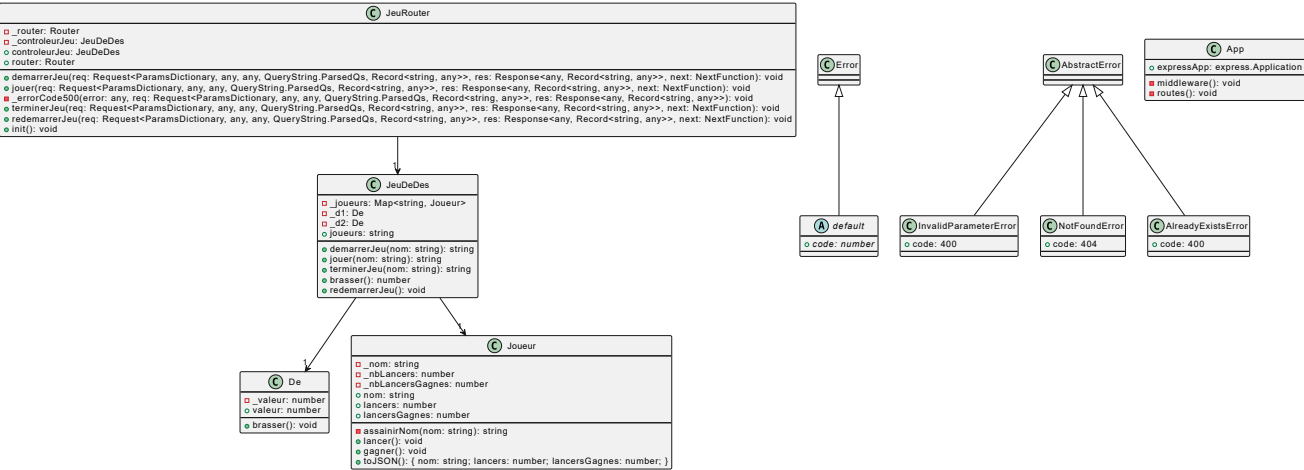 C JeuRouter
_router: Router
_controleurJeu: JeuDeDes
controleurJeu: JeuDeDes
router: Router
demarrerJeu(req: Request<ParamsDictionary, any, any, QueryString.ParsedQs, Record<string, any>>, res: Response<any, Record<string, any>>, next: NextFunction): void
jouer(req: Request<ParamsDictionary, any, any, QueryString.ParsedQs, Record<string, any>>, res: Response<any, Record<string, any>>, next: NextFunction): void
_errorCode500(error: any, req: Request<ParamsDictionary, any, any, QueryString.ParsedQs, Record<string, any>>, res: Response<any, Record<string, any>>): void
terminerJeu(req: Request<ParamsDictionary, any, any, QueryString.ParsedQs, Record<string, any>>, res: Response<any, Record<string, any>>, next: NextFunction): void
redemarrerJeu(req: Request<ParamsDictionary, any, any, QueryString.ParsedQs, Record<string, any>>, res: Response<any, Record<string, any>>, next: NextFunction): void
init(): void
C Error
C AbstractError
C App
expressApp: express.Application
middleware(): void
routes(): void
1
C JeuDeDes
_joueurs: Map<string, Joueur>
_d1: De
_d2: De
joueurs: string
demarrerJeu(nom: string): string
jouer(nom: string): string
terminerJeu(nom: string): string
brasser(): number
redemarrerJeu(): void
A default
code: number
C InvalidParameterError
code: 400
C NotFoundError
code: 404
C AlreadyExistsError
code: 400
1
1
C De
_valeur: number
valeur: number
brasser(): void
C Joueur
_nom: string
_nbLancers: number
_nbLancersGagnes: number
nom: string
lancers: number
lancersGagnes: number
assainirNom(nom: string): string
lancer(): void
gagner(): void
toJSON(): { nom: string; lancers: number; lancersGagnes: number; }